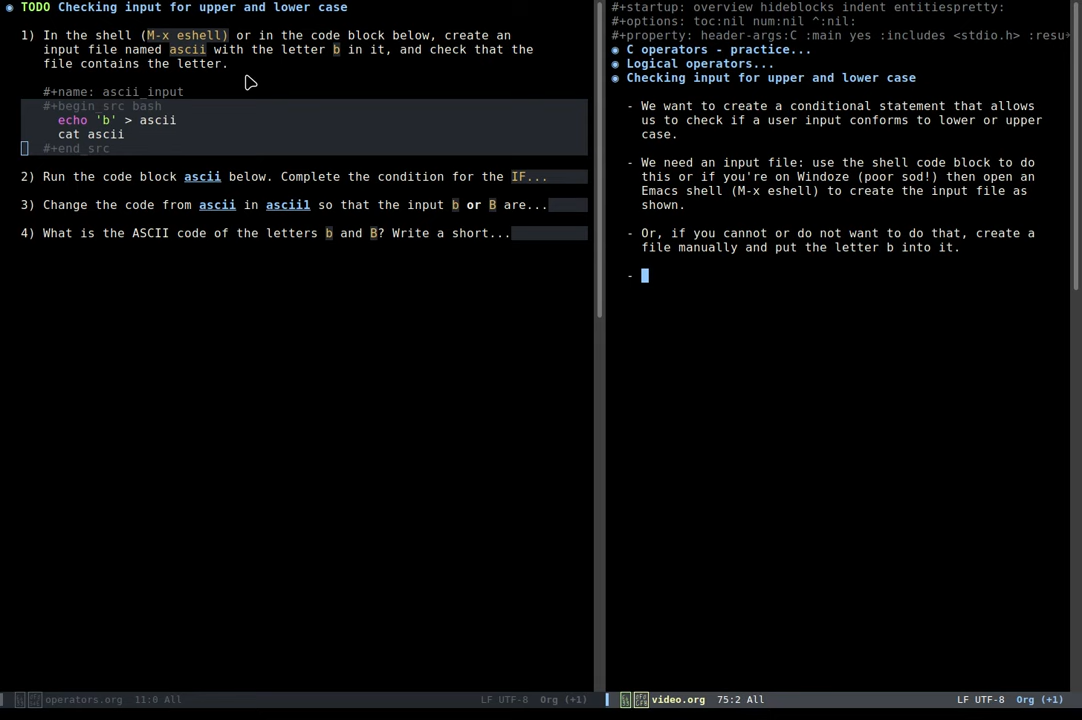 ◉ TODO Checking input for upper and lower case
1) In the shell (M-x eshell) or in the code block below, create an
input file named ascii with the letter b in it, and check that the
file contains the letter.
#+name: ascii_input
#+begin_src bash
echo 'b' > ascii
cat ascii
#+end_src
2) Run the code block ascii below. Complete the condition for the IF...
3) Change the code from ascii in ascii1 so that the input b or B are...
4) What is the ASCII code of the letters b and B? Write a short...
operators.org 11:0 All LF UTF-8 Org (+1)
#+startup: overview hideblocks indent entitiespretty:
#+options: toc:nil num:nil ^:nil:
#+property: header-args:C :main yes :includes <stdio.h> :resu
◉ C operators - practice...
◉ Logical operators...
◉ Checking input for upper and lower case
- We want to create a conditional statement that allows
us to check if a user input conforms to lower or upper
case.
- We need an input file: use the shell code block to do
this or if you're on Windoze (poor sod!) then open an
Emacs shell (M-x eshell) to create the input file as
shown.
- Or, if you cannot or do not want to do that, create a
file manually and put the letter b into it.
-
video.org 75:2 All LF UTF-8 Org (+1)